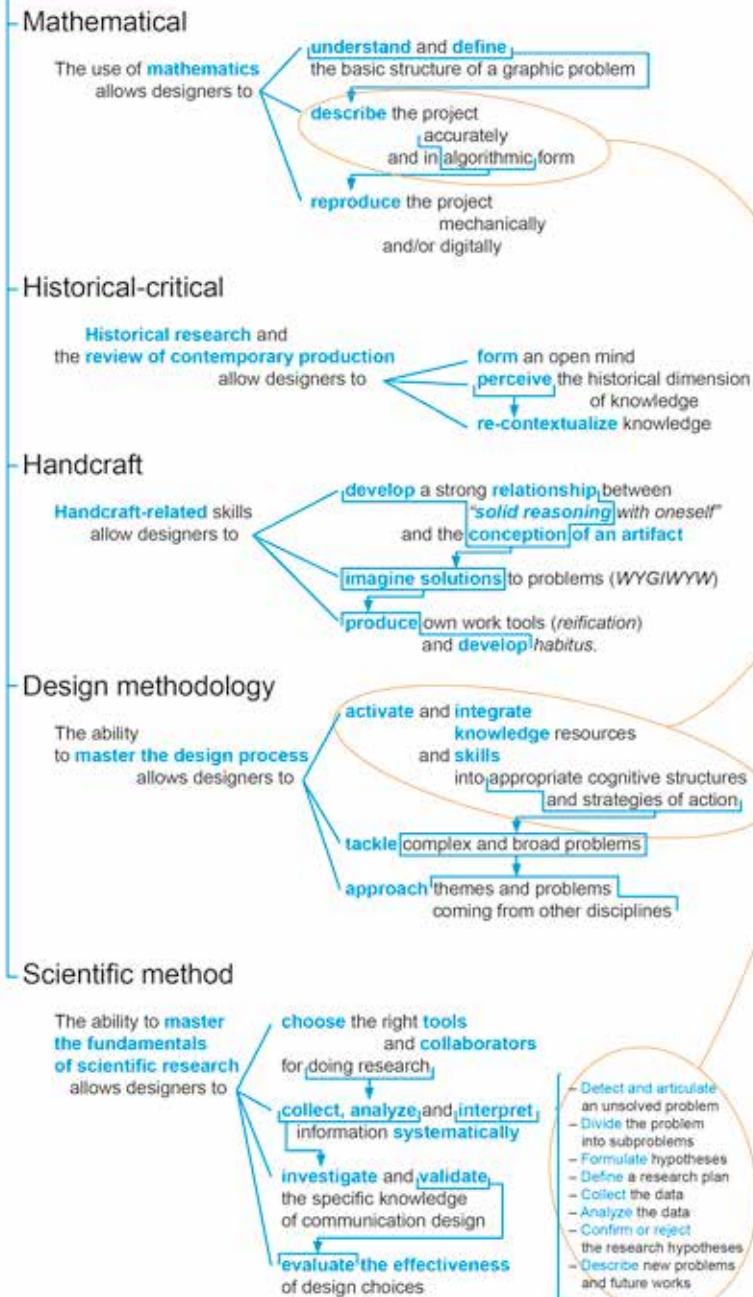 Mathematical
understand and define
The use of mathematics
the basic structure of a graphic problem
allows designers to
describe the project
accurately
and in algorithmic form
reproduce the project
mechanically
and/or digitally
Historical-critical
Historical research and
the review of contemporary production
allow designers to
form an open mind
perceive the historical dimension
of knowledge
re-contextualize knowledge
Handcraft
develop a strong relationship between
Handcraft-related skills
"solid reasoning with oneself"
allow designers to
and the conception of an artifact
imagine solutions to problems (WYGIWYW)
produce own work tools (reification)
and develop habitus.
Design methodology
activate and integrate
The ability
knowledge resources
to master the design process
and skills
allows designers to
into appropriate cognitive structures
and strategies of action
tackle complex and broad problems
approach themes and problems
coming from other disciplines
Scientific method
The ability to master
the fundamentals
of scientific research
allows designers to
choose the right tools
and collaborators
for doing research
collect, analyze and interpret
information systematically
investigate and validate
the specific knowledge
of communication design
evaluate the effectiveness
of design choices
– Detect and articulate
an unsolved problem
– Divide the problem
into subproblems
– Formulate hypotheses
– Define a research plan
– Collect the data
– Analyze the data
– Confirm or reject
the research hypotheses
– Describe new problems
and future works